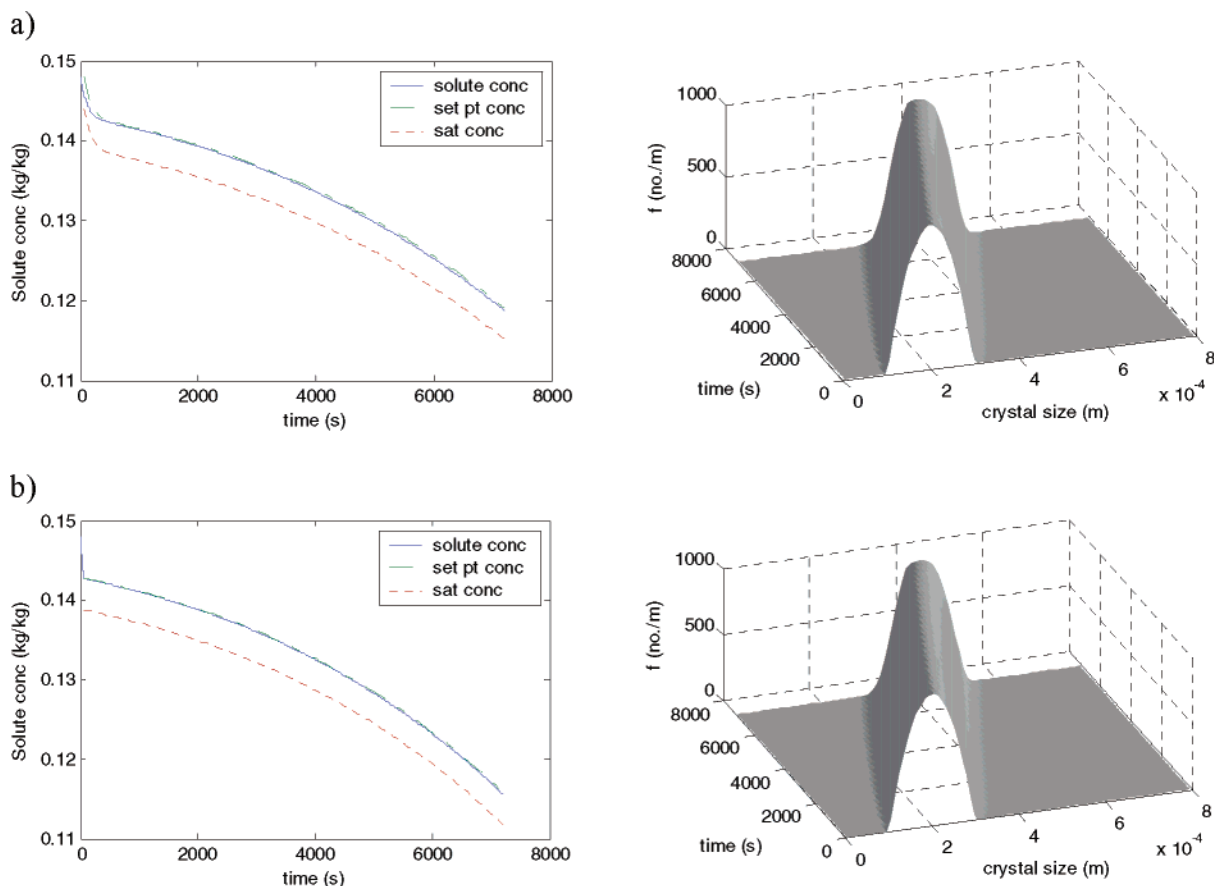 a)
0.15
0.14
0.13
0.12
0.11
Solute conc (kg/kg)
solute conc
set pt conc
sat conc
0 2000 4000 6000 8000
time (s)
1000
500
0
f (no./m)
8000
6000
4000
2000
0
time (s)
0 2 4 6 8
x 10-4
crystal size (m)
b)
0.15
0.14
0.13
0.12
0.11
Solute conc (kg/kg)
solute conc
set pt conc
sat conc
0 2000 4000 6000 8000
time (s)
1000
500
0
f (no./m)
8000
6000
4000
2000
0
time (s)
0 2 4 6 8
x 10-4
crystal size (m)